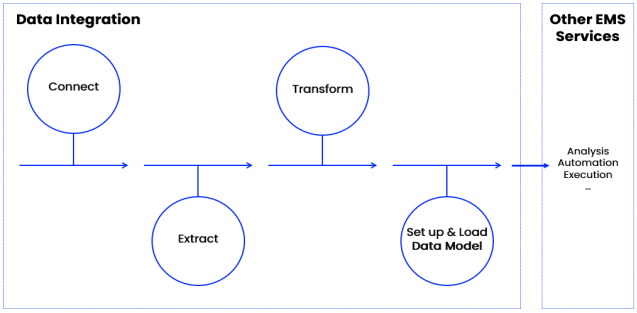 Data Integration
Other EMS
Services
Connect
Transform
Extract
Set up & Load
Data Model
Analysis
Automation
Execution
...